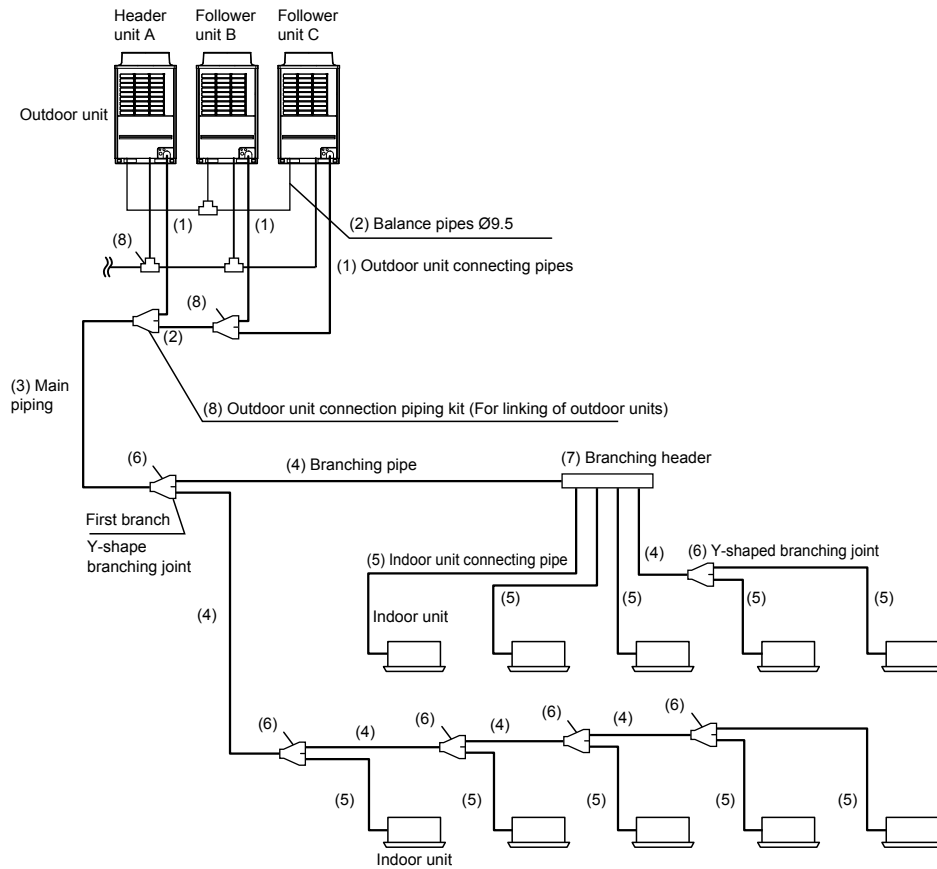 Header unit A
Follower unit B
Follower unit C
Outdoor unit
(1)
(1)
(2) Balance pipes Ø9.5
(8)
(1) Outdoor unit connecting pipes
(8)
(2)
(3) Main
piping
(8) Outdoor unit connection piping kit (For linking of outdoor units)
(6)
(4) Branching pipe
(7) Branching header
First branch
Y-shape
branching joint
(5) Indoor unit connecting pipe
(4)
(6) Y-shaped branching joint
(4)
Indoor unit
(5)
(5)
(5)
(5)
(6)
(4)
(6)
(4)
(6)
(4)
(6)
(5)
(5)
(5)
(5)
(5)
Indoor unit